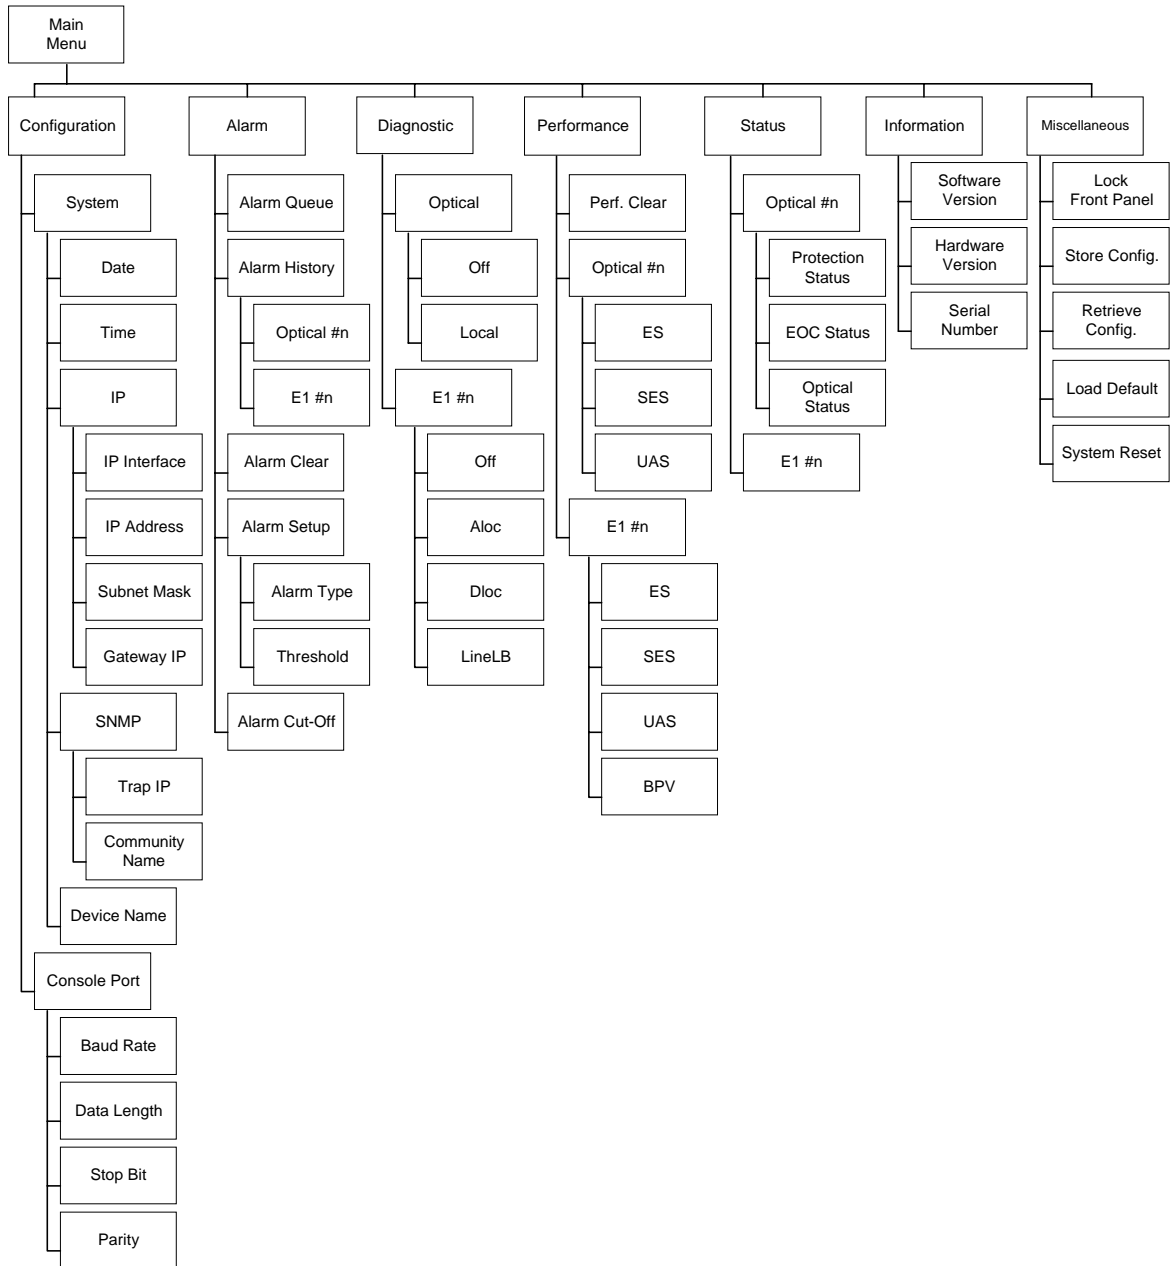 Main
Menu
Configuration
System
Date
Time
IP
IP Interface
IP Address
Subnet Mask
Gateway IP
SNMP
Trap IP
Community
Name
Device Name
Console Port
Baud Rate
Data Length
Stop Bit
Parity
Alarm
Alarm Queue
Alarm History
Optical #n
E1 #n
Alarm Clear
Alarm Setup
Alarm Type
Threshold
Alarm Cut-Off
Diagnostic
Optical
Off
Local
E1 #n
Off
Aloc
Dloc
LineLB
Performance
Perf. Clear
Optical #n
ES
SES
UAS
E1 #n
ES
SES
UAS
BPV
Status
Optical #n
Protection
Status
EOC Status
Optical
Status
E1 #n
Information
Software
Version
Hardware
Version
Serial
Number
Miscellaneous
Lock
Front Panel
Store Config.
Retrieve
Config.
Load Default
System Reset